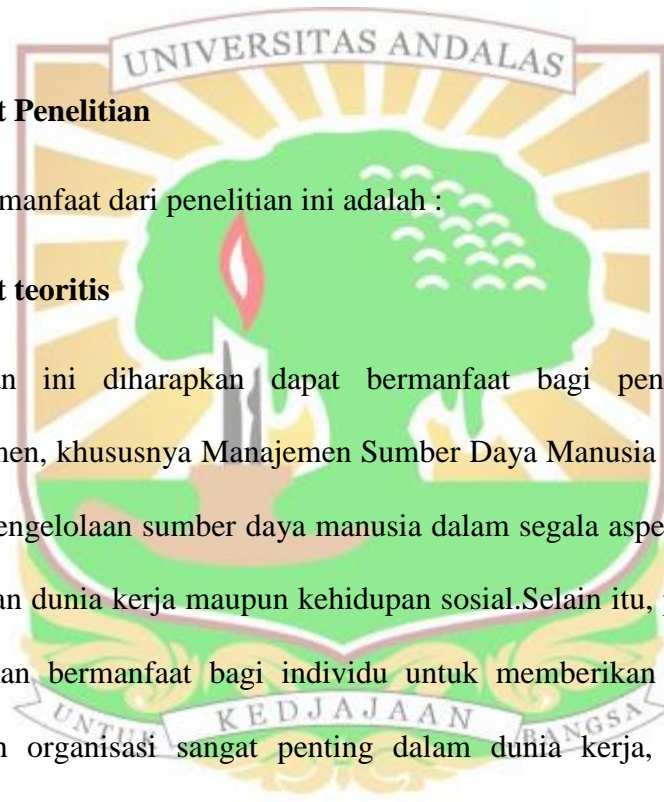 UNIVERSITAS ANDALAS
t Penelitian
manfaat dari penelitian ini adalah :
t teoritis
n ini diharapkan dapat bermanfaat bagi pen
nen, khususnya Manajemen Sumber Daya Manusia
engelolaan sumber daya manusia dalam segala aspe
an dunia kerja maupun kehidupan sosial.Selain itu, p
an bermanfaat bagi individu untuk memberikan
UNTUK KEDJAJAAN BANGSA
n organisasi sangat penting dalam dunia kerja,